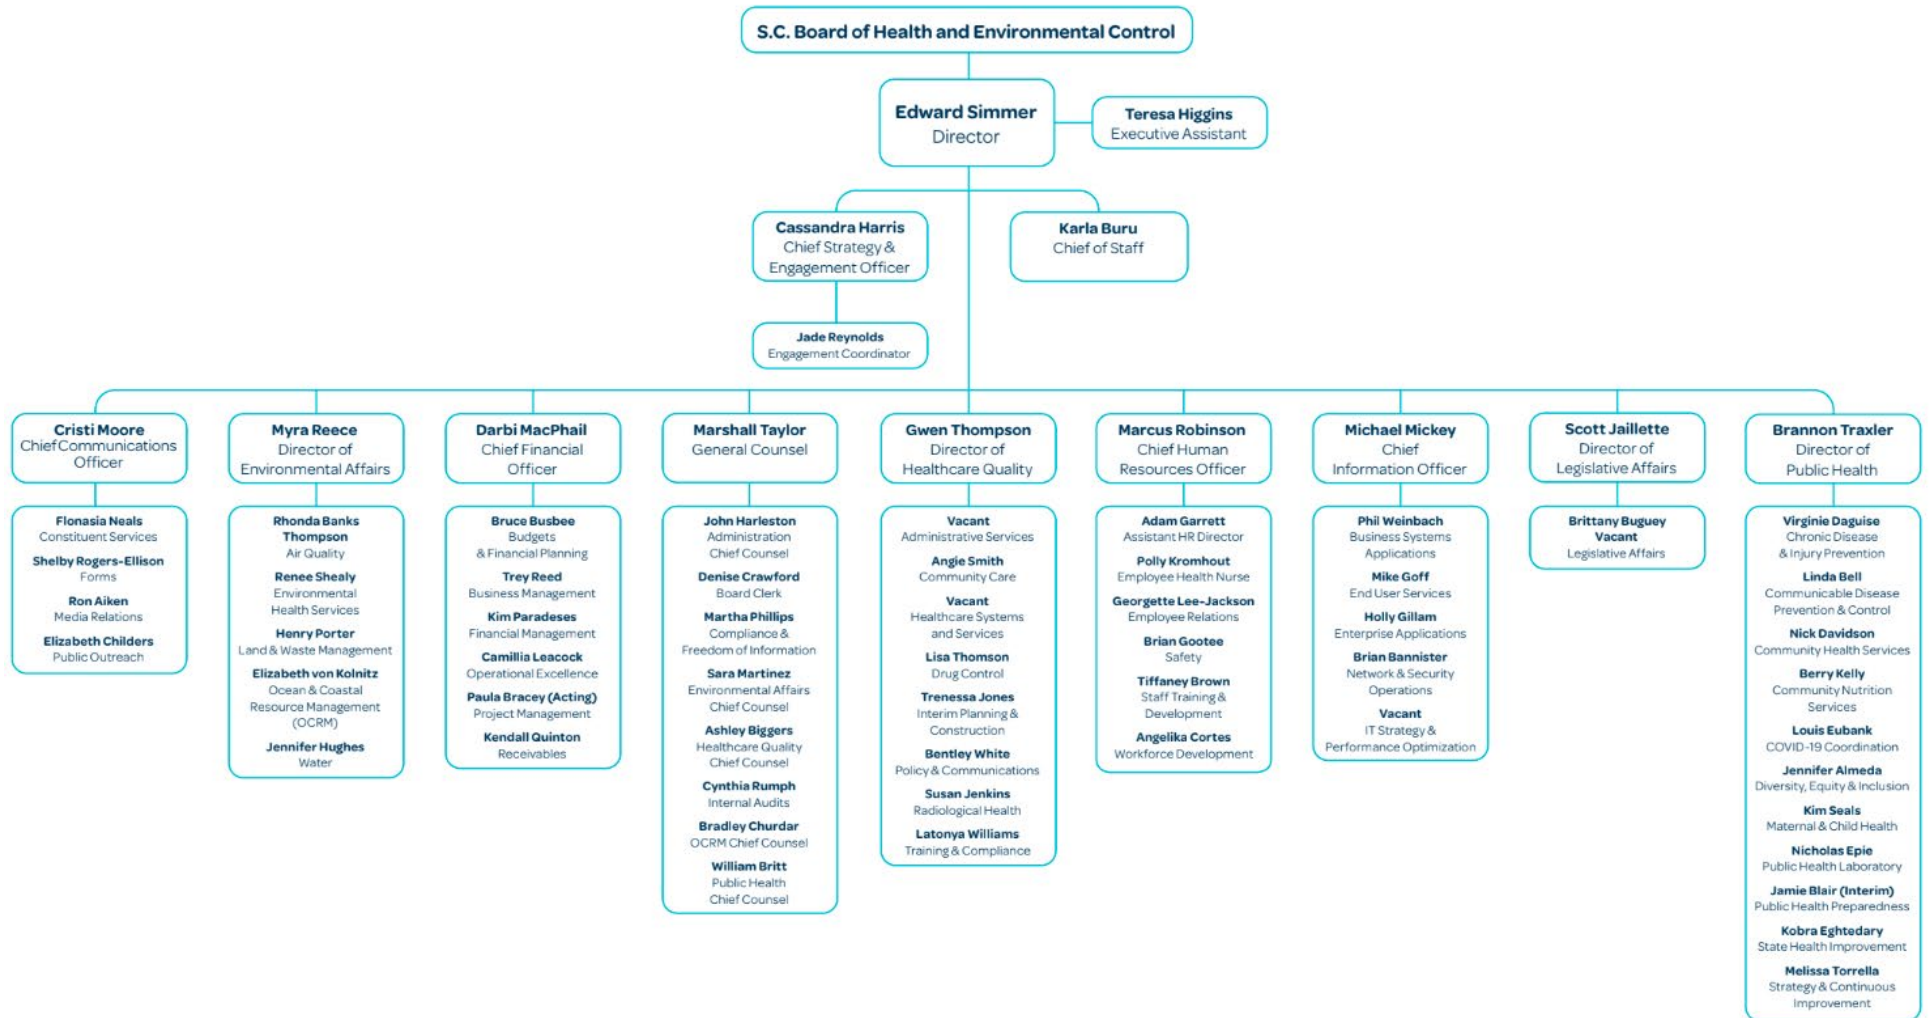 S.C. Board of Health and Environmental Control
Edward Simmer
Director
Teresa Higgins
Executive Assistant
Cassandra Harris
Chief Strategy &
Engagement Officer
Karla Buru
Chief of Staff
Jade Reynolds
Engagement Coordinator
Cristi Moore
Chief Communications
Officer
Flonasia Neals
Constituent Services
Shelby Rogers-Ellison
Forms
Ron Aiken
Media Relations
Elizabeth Childers
Public Outreach
Myra Reece
Director of
Environmental Affairs
Rhonda Banks
Thompson
Air Quality
Renee Shealy
Environmental
Health Services
Henry Porter
Land & Waste Management
Elizabeth von Kolnitz
Ocean & Coastal
Resource Management
(OCRM)
Jennifer Hughes
Water
Darbi MacPhail
Chief Financial
Officer
Bruce Busbee
Budgets
& Financial Planning
Trey Reed
Business Management
Kim Paradeses
Financial Management
Camillia Leacock
Operational Excellence
Paula Bracey (Acting)
Project Management
Kendall Quinton
Receivables
Marshall Taylor
General Counsel
John Harleston
Administration
Chief Counsel
Denise Crawford
Board Clerk
Martha Phillips
Compliance &
Freedom of Information
Sara Martinez
Environmental Affairs
Chief Counsel
Ashley Biggers
Healthcare Quality
Chief Counsel
Cynthia Rumph
Internal Audits
Bradley Churdar
OCRM Chief Counsel
William Britt
Public Health
Chief Counsel
Gwen Thompson
Director of
Healthcare Quality
Vacant
Administrative Services
Angie Smith
Community Care
Vacant
Healthcare Systems
and Services
Lisa Thomson
Drug Control
Trenessa Jones
Interim Planning &
Construction
Bentley White
Policy & Communications
Susan Jenkins
Radiological Health
Latonya Williams
Training & Compliance
Marcus Robinson
Chief Human
Resources Officer
Adam Garrett
Assistant HR Director
Polly Kromhout
Employee Health Nurse
Georgette Lee-Jackson
Employee Relations
Brian Gootee
Safety
Tiffaney Brown
Staff Training &
Development
Angelika Cortes
Workforce Development
Michael Mickey
Chief
Information Officer
Phil Weinbach
Business Systems
Applications
Mike Goff
End User Services
Holly Gillam
Enterprise Applications
Brian Bannister
Network & Security
Operations
Vacant
IT Strategy &
Performance Optimization
Scott Jaillette
Director of
Legislative Affairs
Brittany Buguey
Vacant
Legislative Affairs
Brannon Traxler
Director of
Public Health
Virginie Daguise
Chronic Disease
& Injury Prevention
Linda Bell
Communicable Disease
Prevention & Control
Nick Davidson
Community Health Services
Berry Kelly
Community Nutrition
Services
Louis Eubank
COVID-19 Coordination
Jennifer Almeda
Diversity, Equity & Inclusion
Kim Seals
Maternal & Child Health
Nicholas Epie
Public Health Laboratory
Jamie Blair (Interim)
Public Health Preparedness
Kobra Eghtedary
State Health Improvement
Melissa Torrella
Strategy & Continuous
Improvement